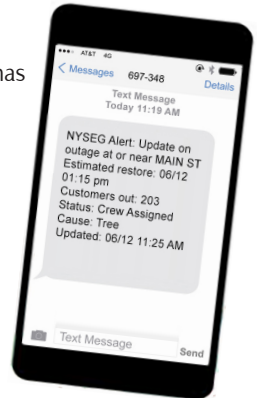 nas
AT&T 4G
Messages 697-348 Details
Text Message
Today 11:19 AM
NYSEG Alert: Update on
outage at or near MAIN ST
Estimated restore: 06/12
01:15 pm
Customers out: 203
Status: Crew Assigned
Cause: Tree
Updated: 06/12 11:25 AM
Text Message Send